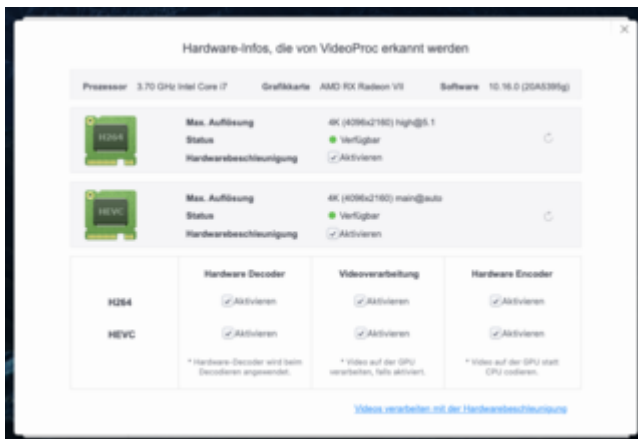 Hardware-Infos, die von VideoProc erkannt werden
Prozessor 3.70 GHz Intel Core i7 Grafikkarte AMD RX Radeon VII Software 10.16.0 (20A5395g)
H264
Max. Auflösung 4K (4096x2160) high@5.1
Status Verfügbar
Hardwarebeschleunigung Aktivieren
HEVC
Max. Auflösung 4K (4096x2160) main@auto
Status Verfügbar
Hardwarebeschleunigung Aktivieren
Hardware Decoder Videoverarbeitung Hardware Encoder
H264 Aktivieren Aktivieren Aktivieren
HEVC Aktivieren Aktivieren Aktivieren
* Hardware-Decoder wird beim * Video auf der GPU * Video auf der GPU statt
Decodieren angewendet. verarbeiten, falls aktiviert. CPU codieren.
Videos verarbeiten mit der Hardwarebeschleunigung